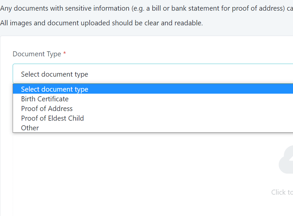 Any documents with sensitive information (e.g. a bill or bank statement for proof of address) ca
All images and document uploaded should be clear and readable.
Document Type *
Select document type
Select document type
Birth Certificate
Proof of Address
Proof of Eldest Child
Other
Click to